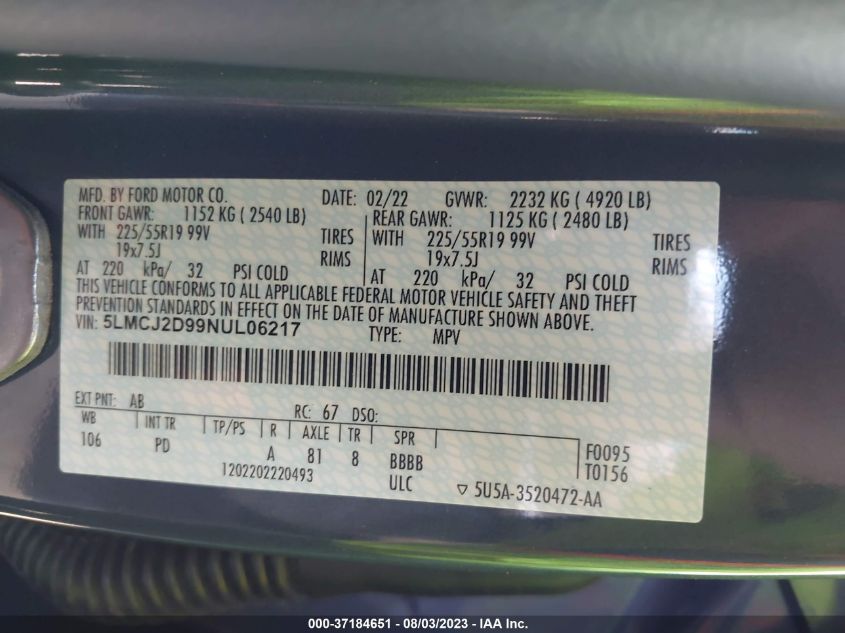 MFD. BY FORD MOTOR CO. DATE: 02/22 GVWR: 2232 KG ( 4920 LB)
FRONT GAWR: 1152 KG ( 2540 LB) REAR GAWR: 1125 KG ( 2480 LB)
WITH 225/55R19 99V TIRES WITH 225/55R19 99V TIRES
19x7.5J RIMS 19x7.5J RIMS
AT 220 kPa/ 32 PSI COLD AT 220 kPa/ 32 PSI COLD
THIS VEHICLE CONFORMS TO ALL APPLICABLE FEDERAL MOTOR VEHICLE SAFETY AND THEFT
PREVENTION STANDARDS IN EFFECT ON THE DATE OF MANUFACTURE SHOWN ABOVE.
VIN: 5LMCJ2D99NUL06217 TYPE: MPV
EXT PNT: AB RC: 67 DSO:
WB INT TR TP/PS R AXLE TR SPR
106 PD A 81 8 BBBB F0095
1202202220493 ULC T0156
▽ 5U5A-3520472-AA
000-37184651 - 08/03/2023 - IAA Inc.